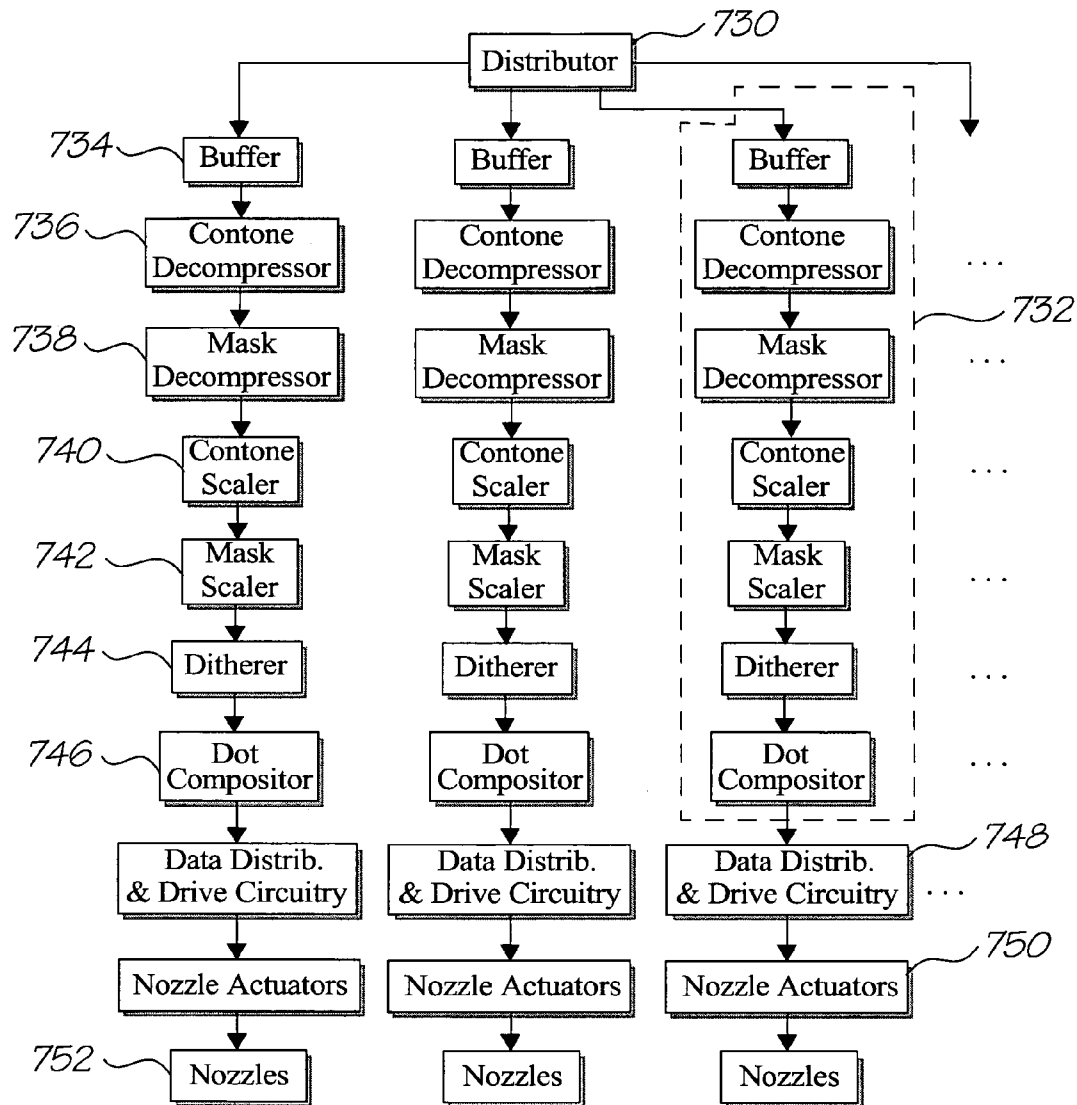 730
Distributor
734
Buffer
Buffer
Buffer
736
Contone
Decompressor
Contone
Decompressor
Contone
Decompressor
...
732
738
Mask
Decompressor
Mask
Decompressor
Mask
Decompressor
...
740
Contone
Scaler
Contone
Scaler
Contone
Scaler
...
742
Mask
Scaler
Mask
Scaler
Mask
Scaler
...
744
Ditherer
Ditherer
Ditherer
...
746
Dot
Compositor
Dot
Compositor
Dot
Compositor
...
748
Data Distrib.
& Drive Circuitry
Data Distrib.
& Drive Circuitry
Data Distrib.
& Drive Circuitry
...
750
Nozzle Actuators
Nozzle Actuators
Nozzle Actuators
752
Nozzles
Nozzles
Nozzles